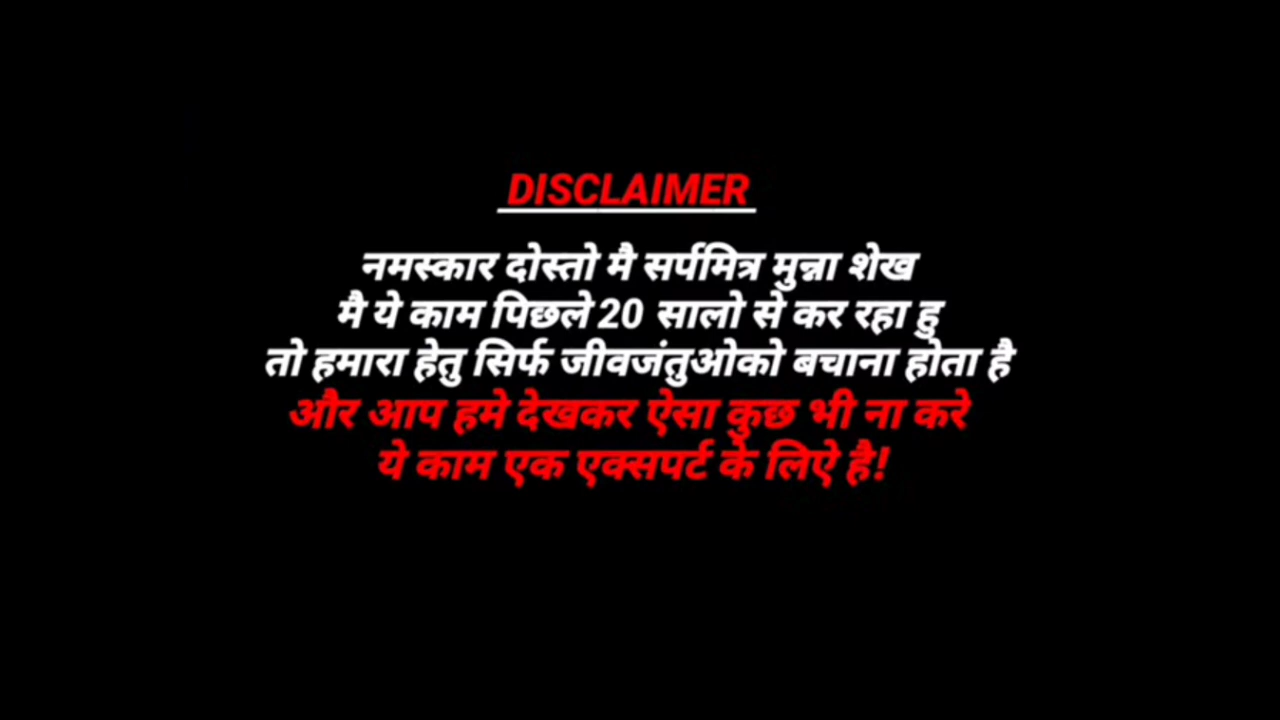 DISCLAIMER
नमस्कार दोस्तो मै सर्पमित्र मुन्ना शेख
मै ये काम पिछले 20 सालो से कर रहा हु
तो हमारा हेतु सिर्फ जीवजंतुओको बचाना होता है
और आप हमे देखकर ऐसा कुछ भी ना करे
ये काम एक एक्सपर्ट के लिऐ है!